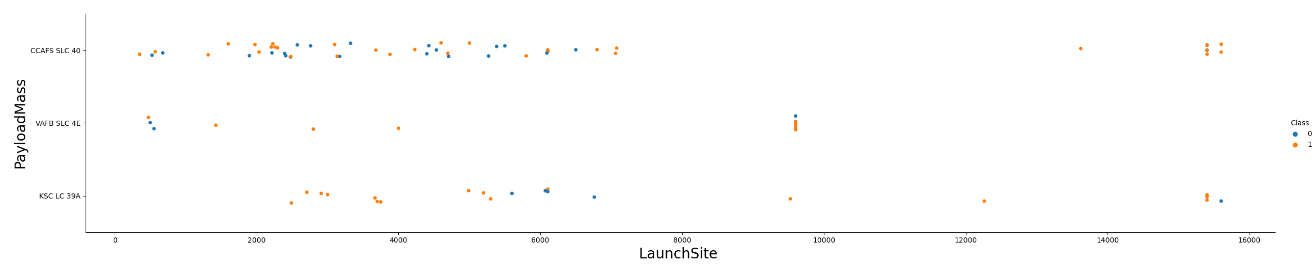 CCAFS SLC 40
VAFB SLC 4E
KSC LC 39A
PayloadMass
0 2000 4000 6000 8000 10000 12000 14000 16000
LaunchSite
Class
0
1